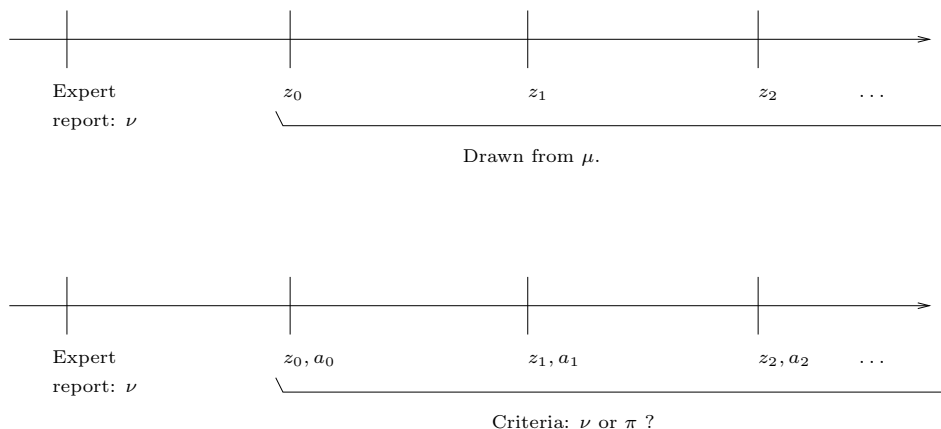 Expert
report: ν
z₀
z₁
z₂
...
Drawn from μ.
Expert
report: ν
z₀, a₀
z₁, a₁
z₂, a₂
...
Criteria: ν or π ?